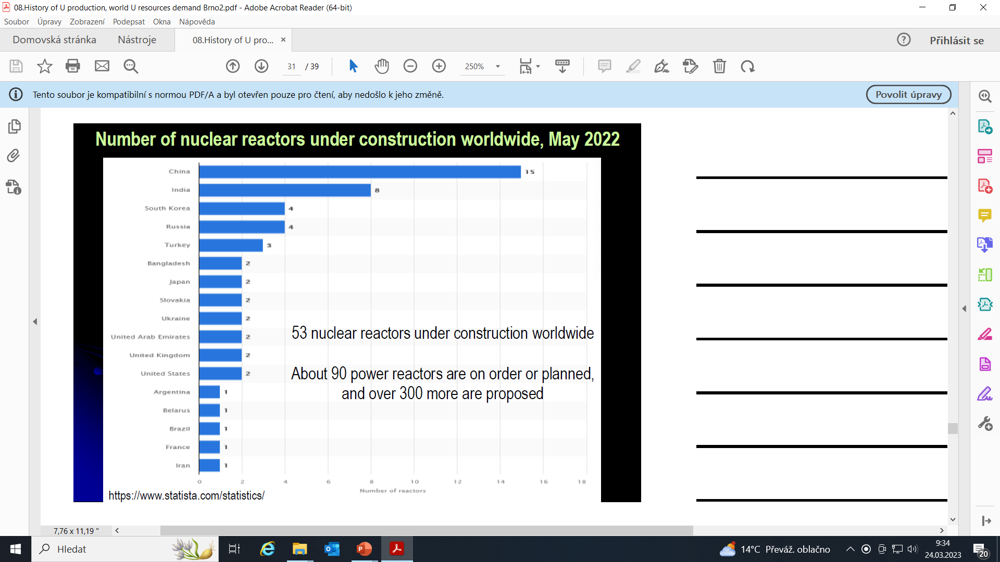 08.History of U production, world U resources demand Brno2.pdf - Adobe Acrobat Reader (64-bit)
Soubor Úpravy Zobrazení Podepsat Okna Nápověda
Domovská stránka Nástroje 08.History of U pro... × ? Přihlásit se
31 / 39 250%
Tento soubor je kompatibilní s normou PDF/A a byl otevřen pouze pro čtení, aby nedošlo k jeho změně. Povolit úpravy
Number of nuclear reactors under construction worldwide, May 2022
China 15
India 8
South Korea 4
Russia 4
Turkey 3
Bangladesh 2
Japan 2
Slovakia 2
Ukraine 2
United Arab Emirates 2
United Kingdom 2
United States 2
Argentina 1
Belarus 1
Brazil 1
France 1
Iran 1
53 nuclear reactors under construction worldwide
About 90 power reactors are on order or planned,
and over 300 more are proposed
0 2 4 6 8 10 12 14 16 18
Number of reactors
https://www.statista.com/statistics/
7,76 x 11,19 "
Hledat
14°C Převáž. oblačno
9:34
24.03.2023
20